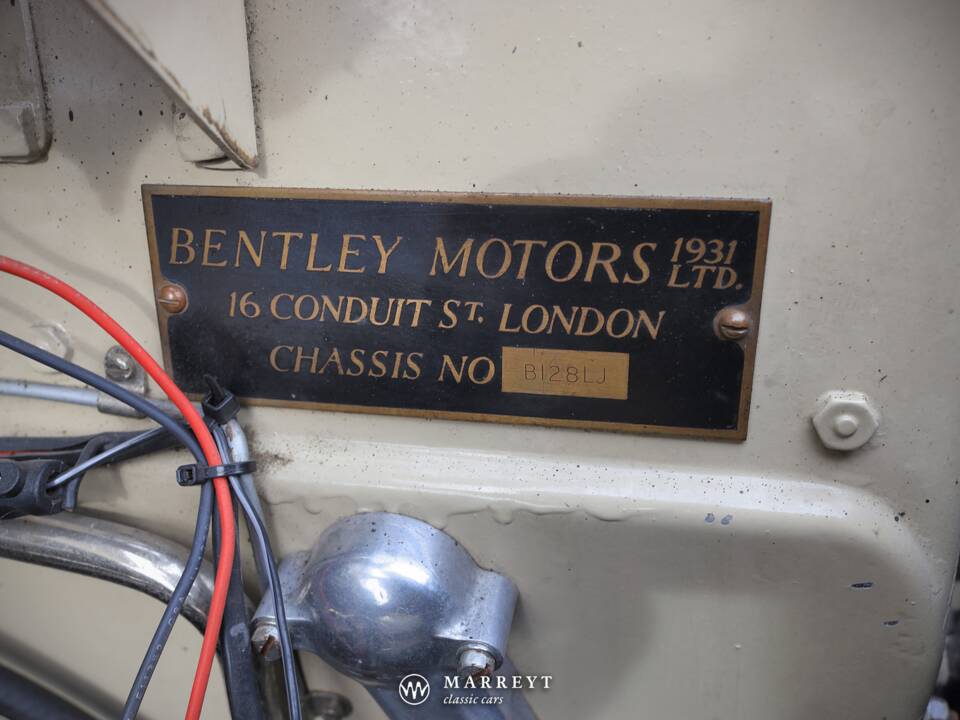 BENTLEY MOTORS 1931 LTD.
16 CONDUIT ST. LONDON
CHASSIS NO B128LJ
MARREYT
classic cars